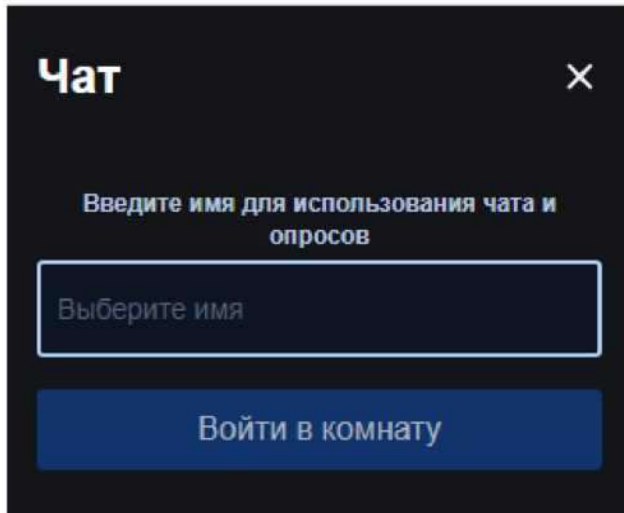 Чат
Введите имя для использования чата и
опросов
Выберите имя
Войти в комнату